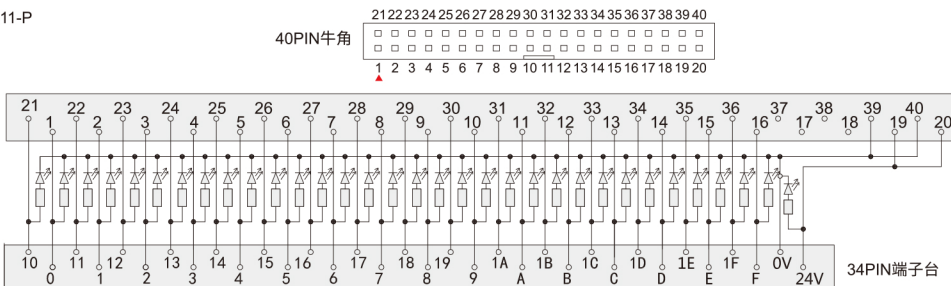 11-P
21 22 23 24 25 26 27 28 29 30 31 32 33 34 35 36 37 38 39 40
40PIN牛角
1 2 3 4 5 6 7 8 9 10 11 12 13 14 15 16 17 18 19 20
21 22 23 24 25 26 27 28 29 30 31 32 33 34 35 36 37 38 39 40
1 2 3 4 5 6 7 8 9 10 11 12 13 14 15 16 17 18 19 20
10 11 12 13 14 15 16 17 18 19 1A 1B 1C 1D 1E 1F 0V
0 1 2 3 4 5 6 7 8 9 A B C D E F 24V
34PIN端子台